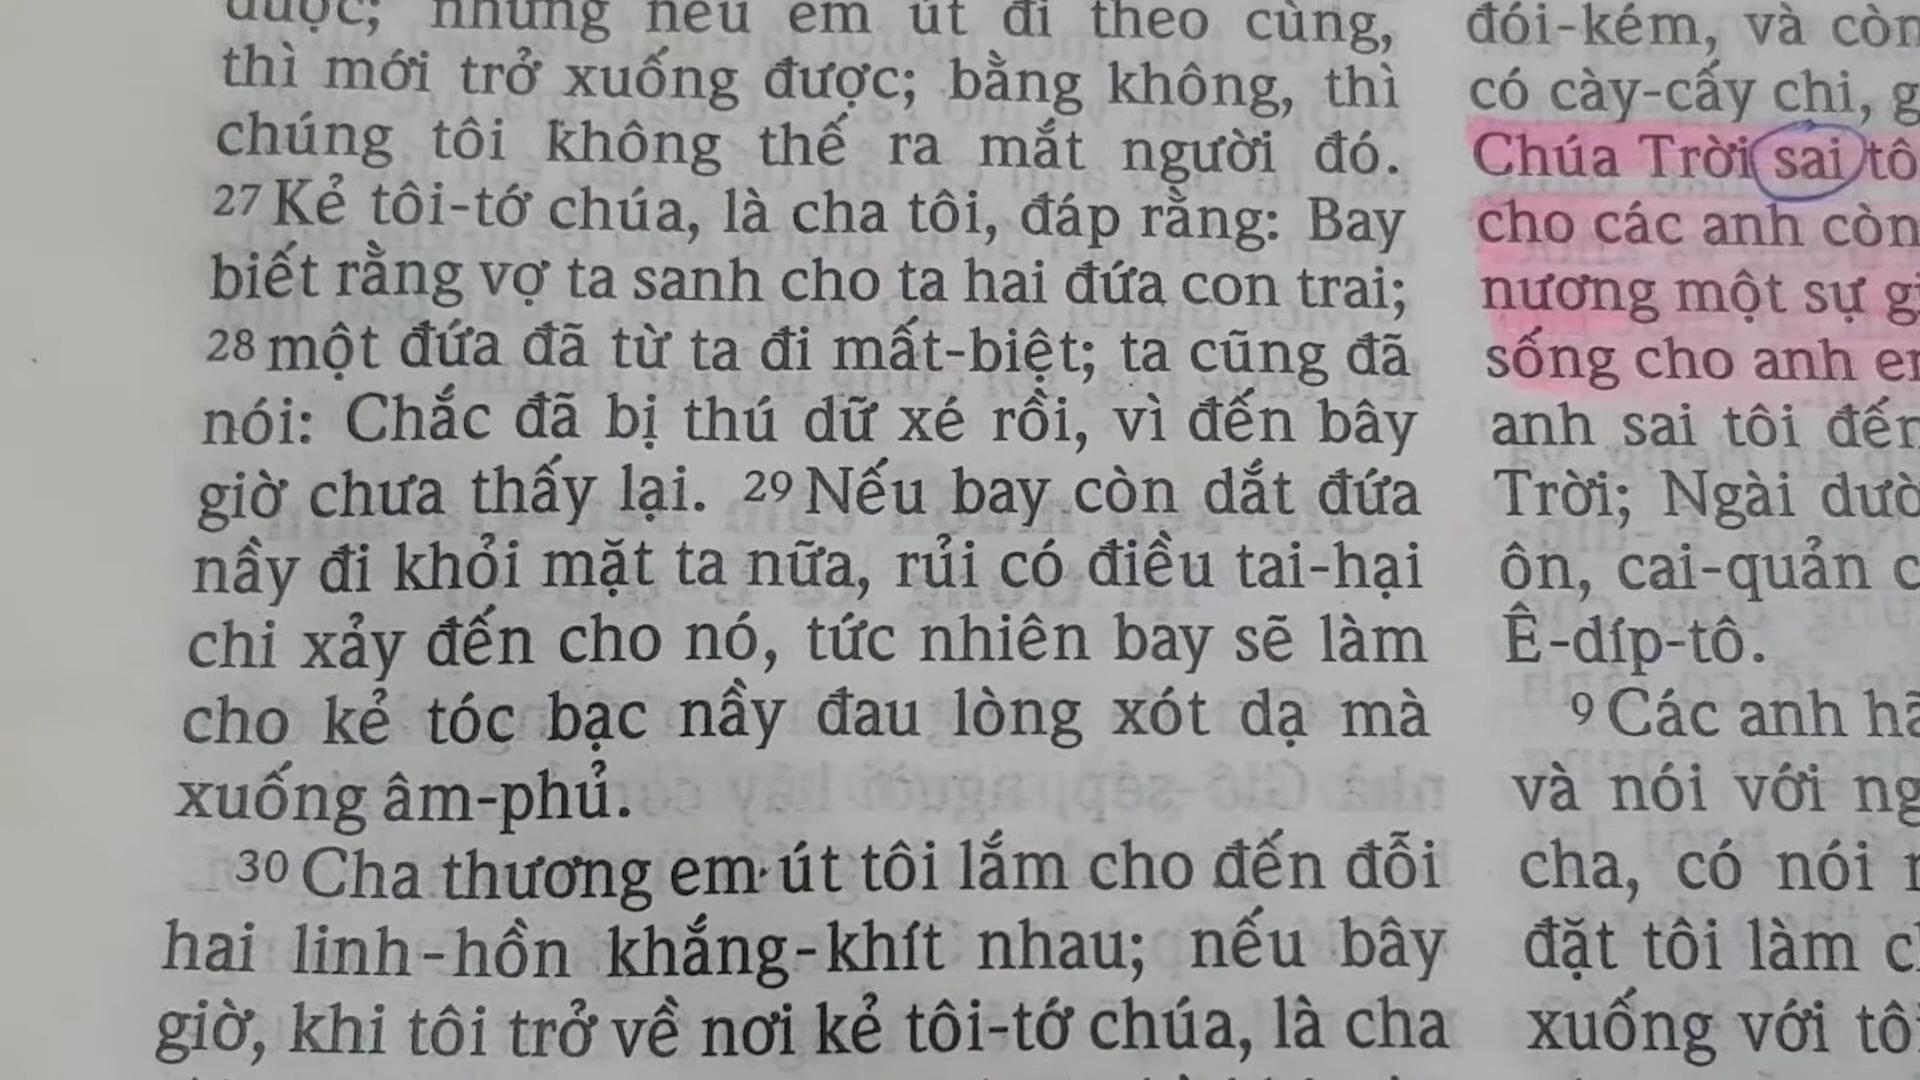 được; nhưng nếu em út đi theo cùng,
thì mới trở xuống được; bằng không, thì
chúng tôi không thế ra mắt người đó.
27 Kẻ tôi-tớ chúa, là cha tôi, đáp rằng: Bay
biết rằng vợ ta sanh cho ta hai đứa con trai;
28 một đứa đã từ ta đi mất-biệt; ta cũng đã
nói: Chắc đã bị thú dữ xé rồi, vì đến bây
giờ chưa thấy lại. 29 Nếu bay còn dắt đứa
nầy đi khỏi mặt ta nữa, rủi có điều tai-hại
chi xảy đến cho nó, tức nhiên bay sẽ làm
cho kẻ tóc bạc nầy đau lòng xót dạ mà
xuống âm-phủ.
30 Cha thương em út tôi lắm cho đến đỗi
hai linh-hồn khắng-khít nhau; nếu bây
giờ, khi tôi trở về nơi kẻ tôi-tớ chúa, là cha
đói-kém, và còn
có cày-cấy chi,
Chúa Trời sai
cho các anh còn
nương một sự
sống cho anh
anh sai tôi
Trời; Ngài
ôn, cai-quản
Ê-díp-tô.
9 Các anh
và nói với
cha, có nói
đặt tôi làm
xuống với